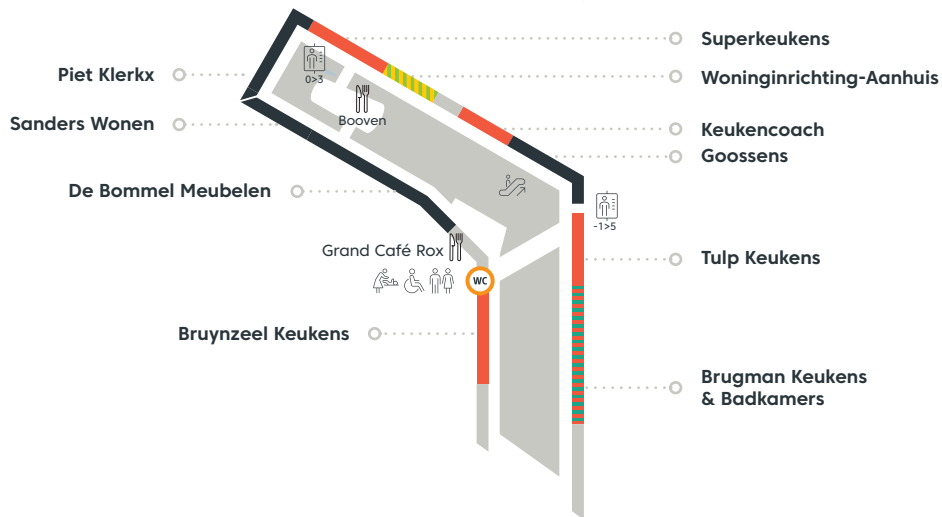 Superkeukens
Piet Klerkx
Woninginrichting-Aanhuis
0>3
Booven
Sanders Wonen
Keukencoach
Goossens
De Bommel Meubelen
-1>5
Grand Café Rox
Tulp Keukens
WC
Bruynzeel Keukens
Brugman Keukens
& Badkamers